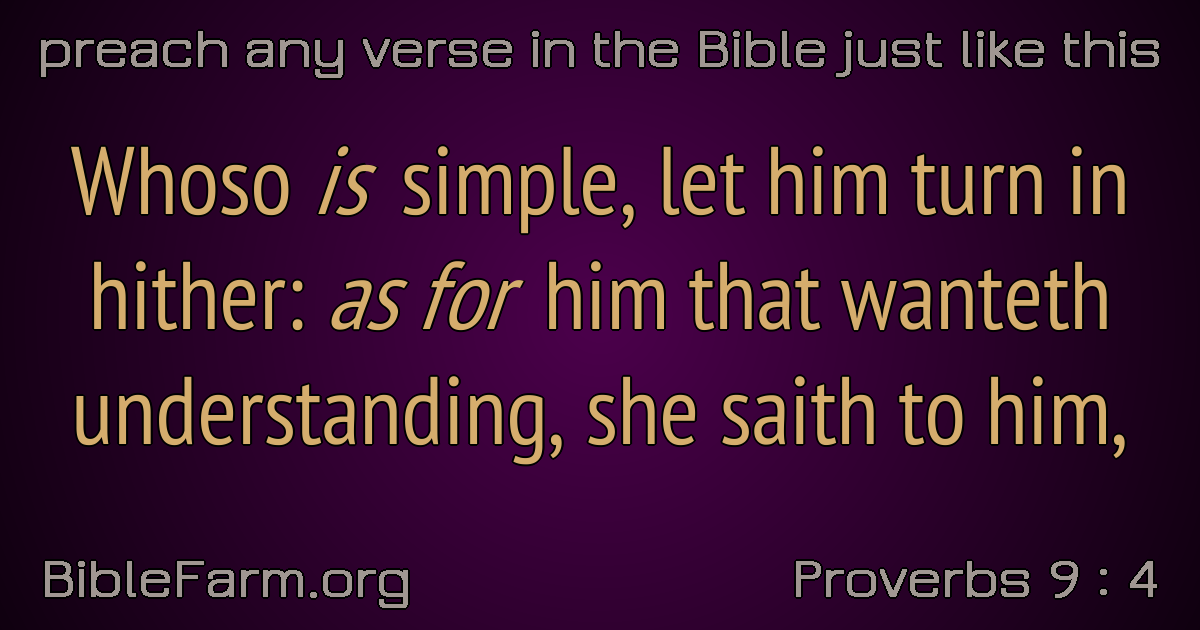 preach any verse in the Bible just like this
Whoso is simple, let him turn in
hither: as for him that wanteth
understanding, she saith to him,
BibleFarm.org
Proverbs 9 : 4